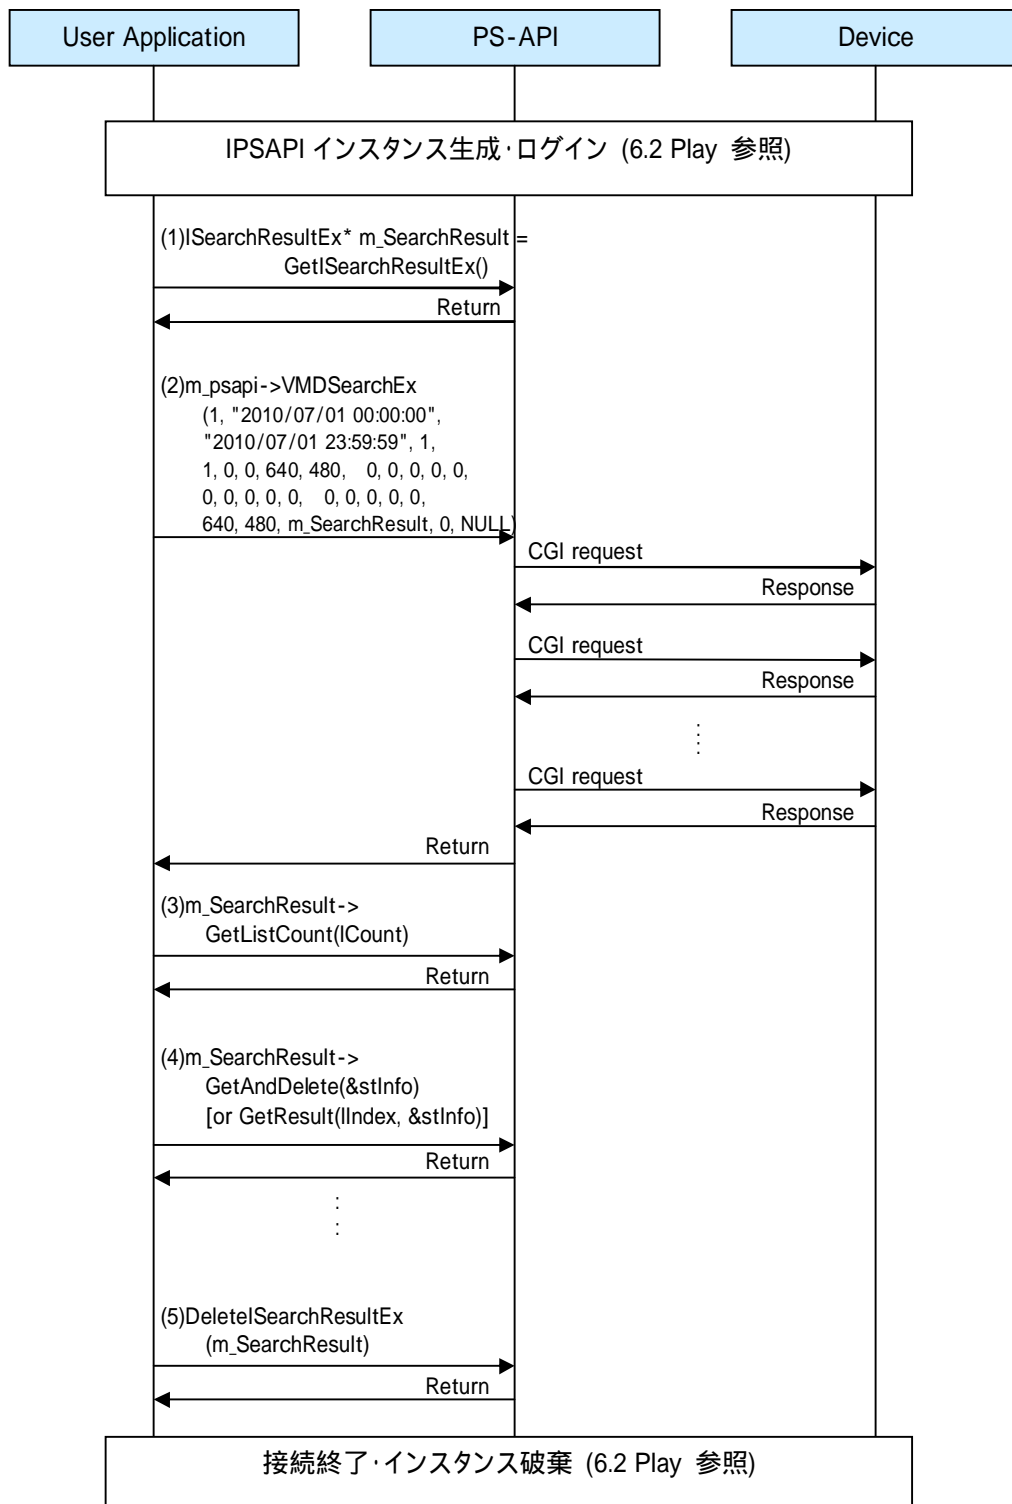 User Application
PS-API
Device
IPSAPI インスタンス生成・ログイン (6.2 Play 参照)
(1)ISearchResultEx* m_SearchResult =
GetISearchResultEx()
Return
(2)m_psapi->VMDSearchEx
(1, "2010/07/01 00:00:00",
"2010/07/01 23:59:59", 1,
1, 0, 0, 640, 480, 0, 0, 0, 0, 0,
0, 0, 0, 0, 0, 0, 0, 0, 0, 0,
640, 480, m_SearchResult, 0, NULL)
CGI request
Response
CGI request
Response
CGI request
Response
Return
(3)m_SearchResult->
GetListCount(lCount)
Return
(4)m_SearchResult->
GetAndDelete(&stInfo)
[or GetResult(lIndex, &stInfo)]
Return
(5)DeleteISearchResultEx
(m_SearchResult)
Return
接続終了・インスタンス破棄 (6.2 Play 参照)